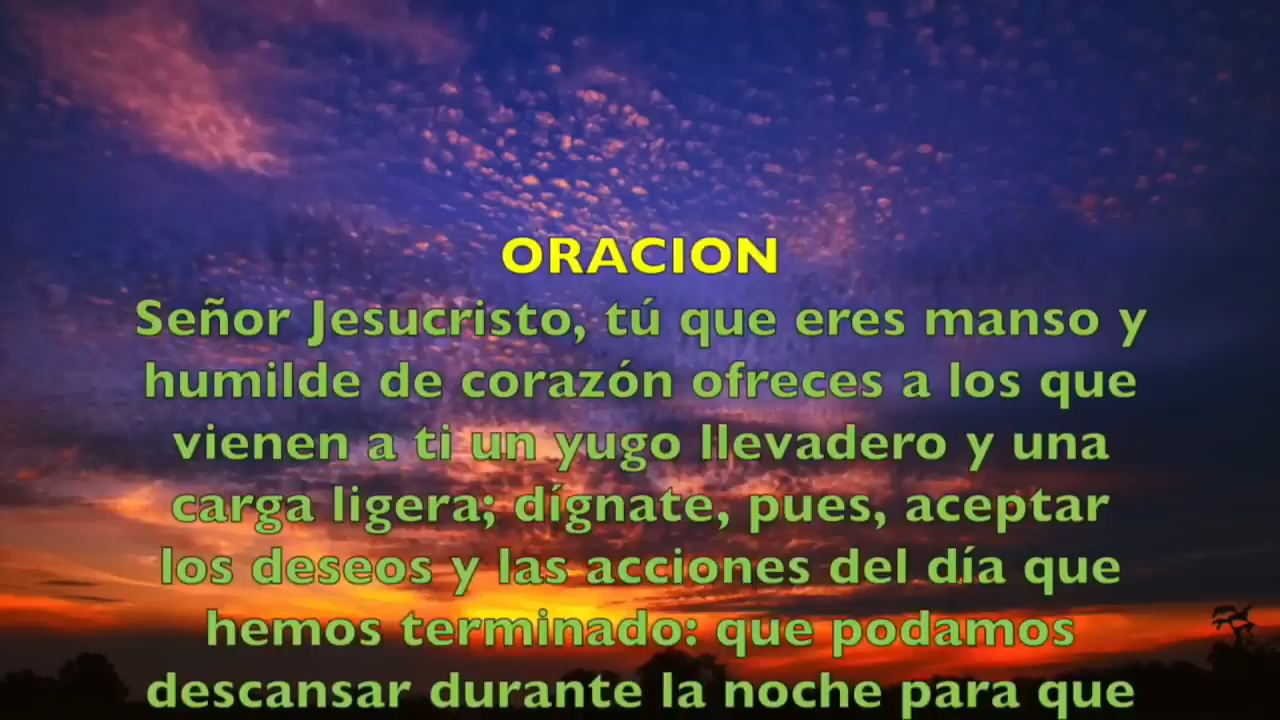 ORACION
Señor Jesucristo, tú que eres manso y
humilde de corazón ofreces a los que
vienen a ti un yugo llevadero y una
carga ligera; dígnate, pues, aceptar
los deseos y las acciones del día que
hemos terminado: que podamos
descansar durante la noche para que